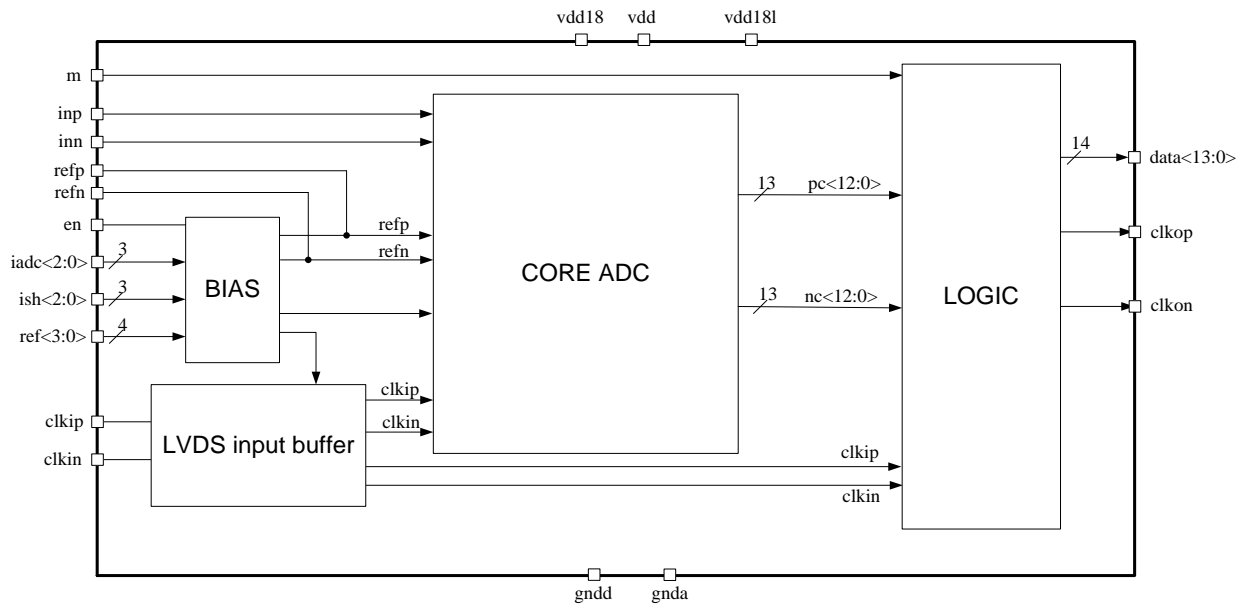 vdd18 vdd vdd18l
m
inp
inn
refp
refn
en
iadc<2:0> 3
ish<2:0> 3
ref<3:0> 4
clkip
clkin
BIAS
LVDS input buffer
refp
refn
clkip
clkin
CORE ADC
13 pc<12:0>
13 nc<12:0>
clkip
clkin
LOGIC
14 data<13:0>
clkop
clkon
gndd gnda